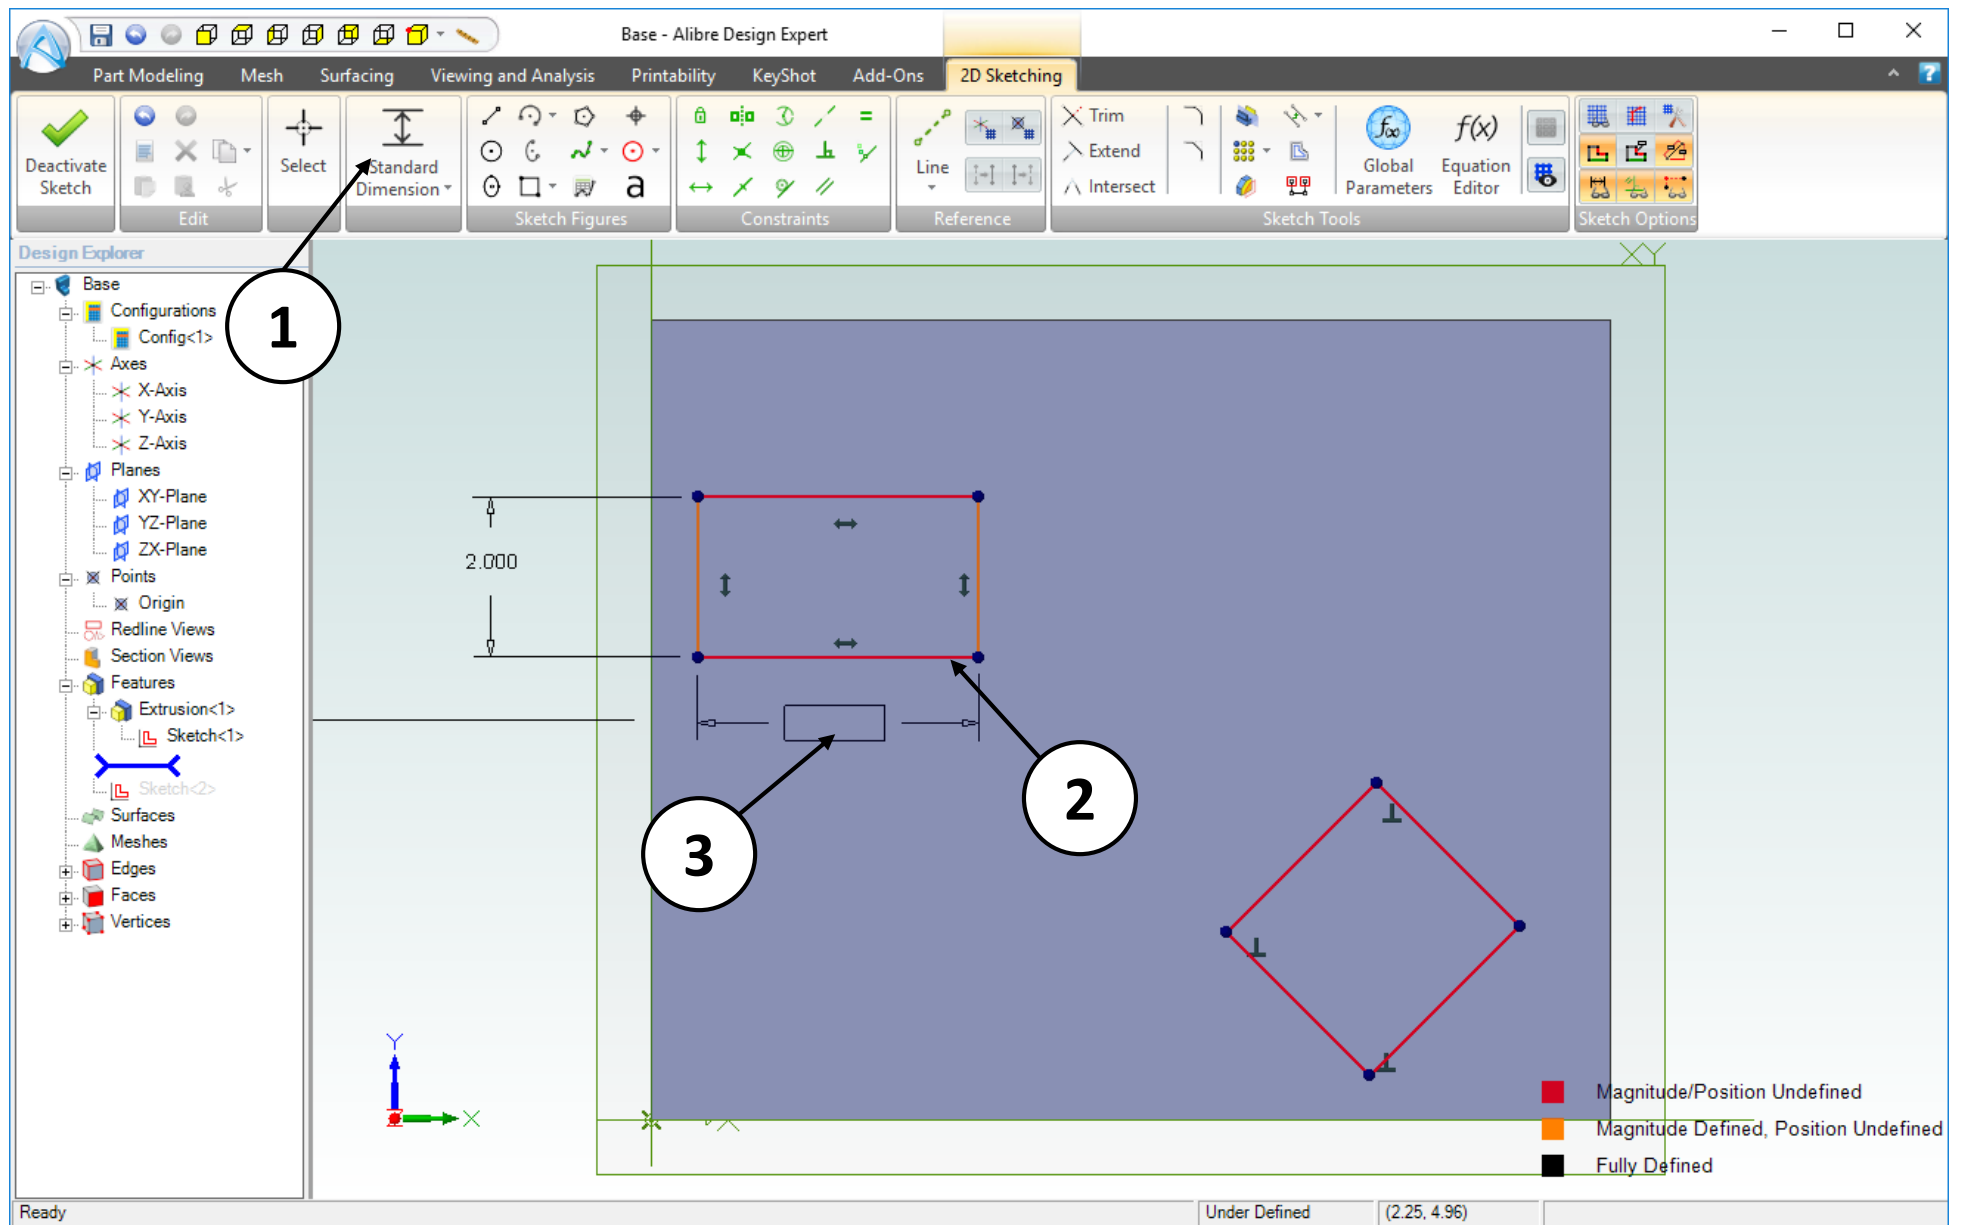 Base - Alibre Design Expert
Part Modeling Mesh Surfacing Viewing and Analysis Printability KeyShot Add-Ons 2D Sketching
Deactivate
Sketch
Edit
Select
Standard
Dimension
a
Sketch Figures
Constraints
Line
Reference
Trim
Extend
Intersect
Sketch Tools
Global
Parameters
f(x)
Equation
Editor
Sketch Options
Design Explorer
Base
Configurations
Config<1>
Axes
X-Axis
Y-Axis
Z-Axis
Planes
XY-Plane
YZ-Plane
ZX-Plane
Points
Origin
Redline Views
Section Views
Features
Extrusion<1>
Sketch<1>
Sketch<2>
Surfaces
Meshes
Edges
Faces
Vertices
1
XY
2.000
2
3
Y
X
X
Magnitude/Position Undefined
Magnitude Defined, Position Undefined
Fully Defined
Ready
Under Defined
(2.25, 4.96)